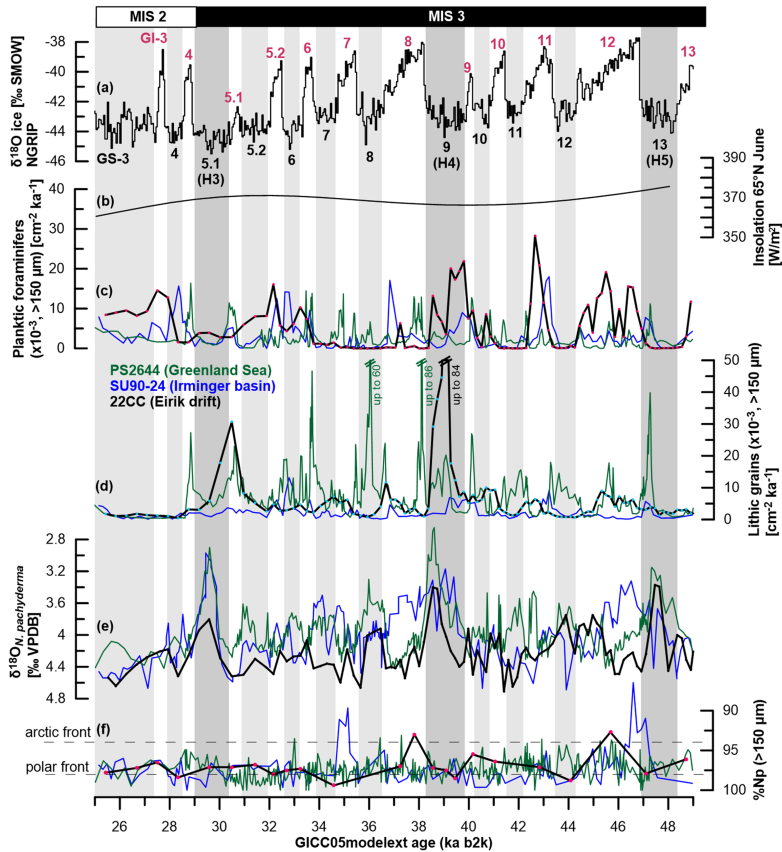 MIS 2 MIS 3
GI-3 4 5.1 5.2 6 7 8 9 10 11 12 13
-38
-40
-42
-44
-46
δ18O ice [‰ SMOW]
NGRIP
(a)
GS-3 4 5.1 (H3) 5.2 6 7 8 9 (H4) 10 11 12 13 (H5)
390
370
350
Insolation 65°N June
[W/m²]
(b)
40
30
20
10
0
Planktic foraminifers
(x10⁻³, >150 µm) [cm⁻² ka⁻¹]
(c)
PS2644 (Greenland Sea)
SU90-24 (Irminger basin)
22CC (Eirik drift)
up to 60
up to 86
up to 84
50
40
30
20
10
0
Lithic grains (x10⁻³, >150 µm)
[cm⁻² ka⁻¹]
(d)
2.8
3.2
3.6
4
4.4
4.8
δ18O N. pachyderma
[‰ VPDB]
(e)
arctic front
polar front
(f)
90
95
100
%Np (>150 µm)
26 28 30 32 34 36 38 40 42 44 46 48
GICC05modelext age (ka b2k)